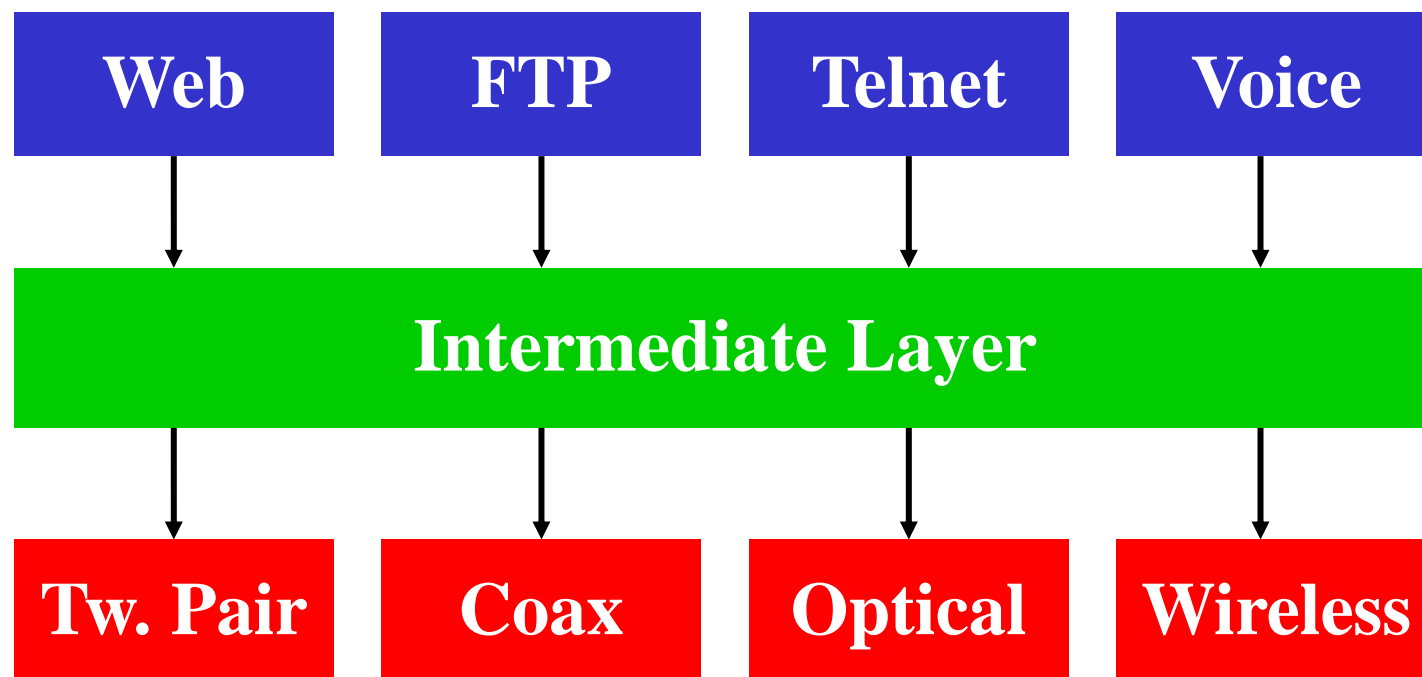 Web
FTP
Telnet
Voice
Intermediate Layer
Tw. Pair
Coax
Optical
Wireless